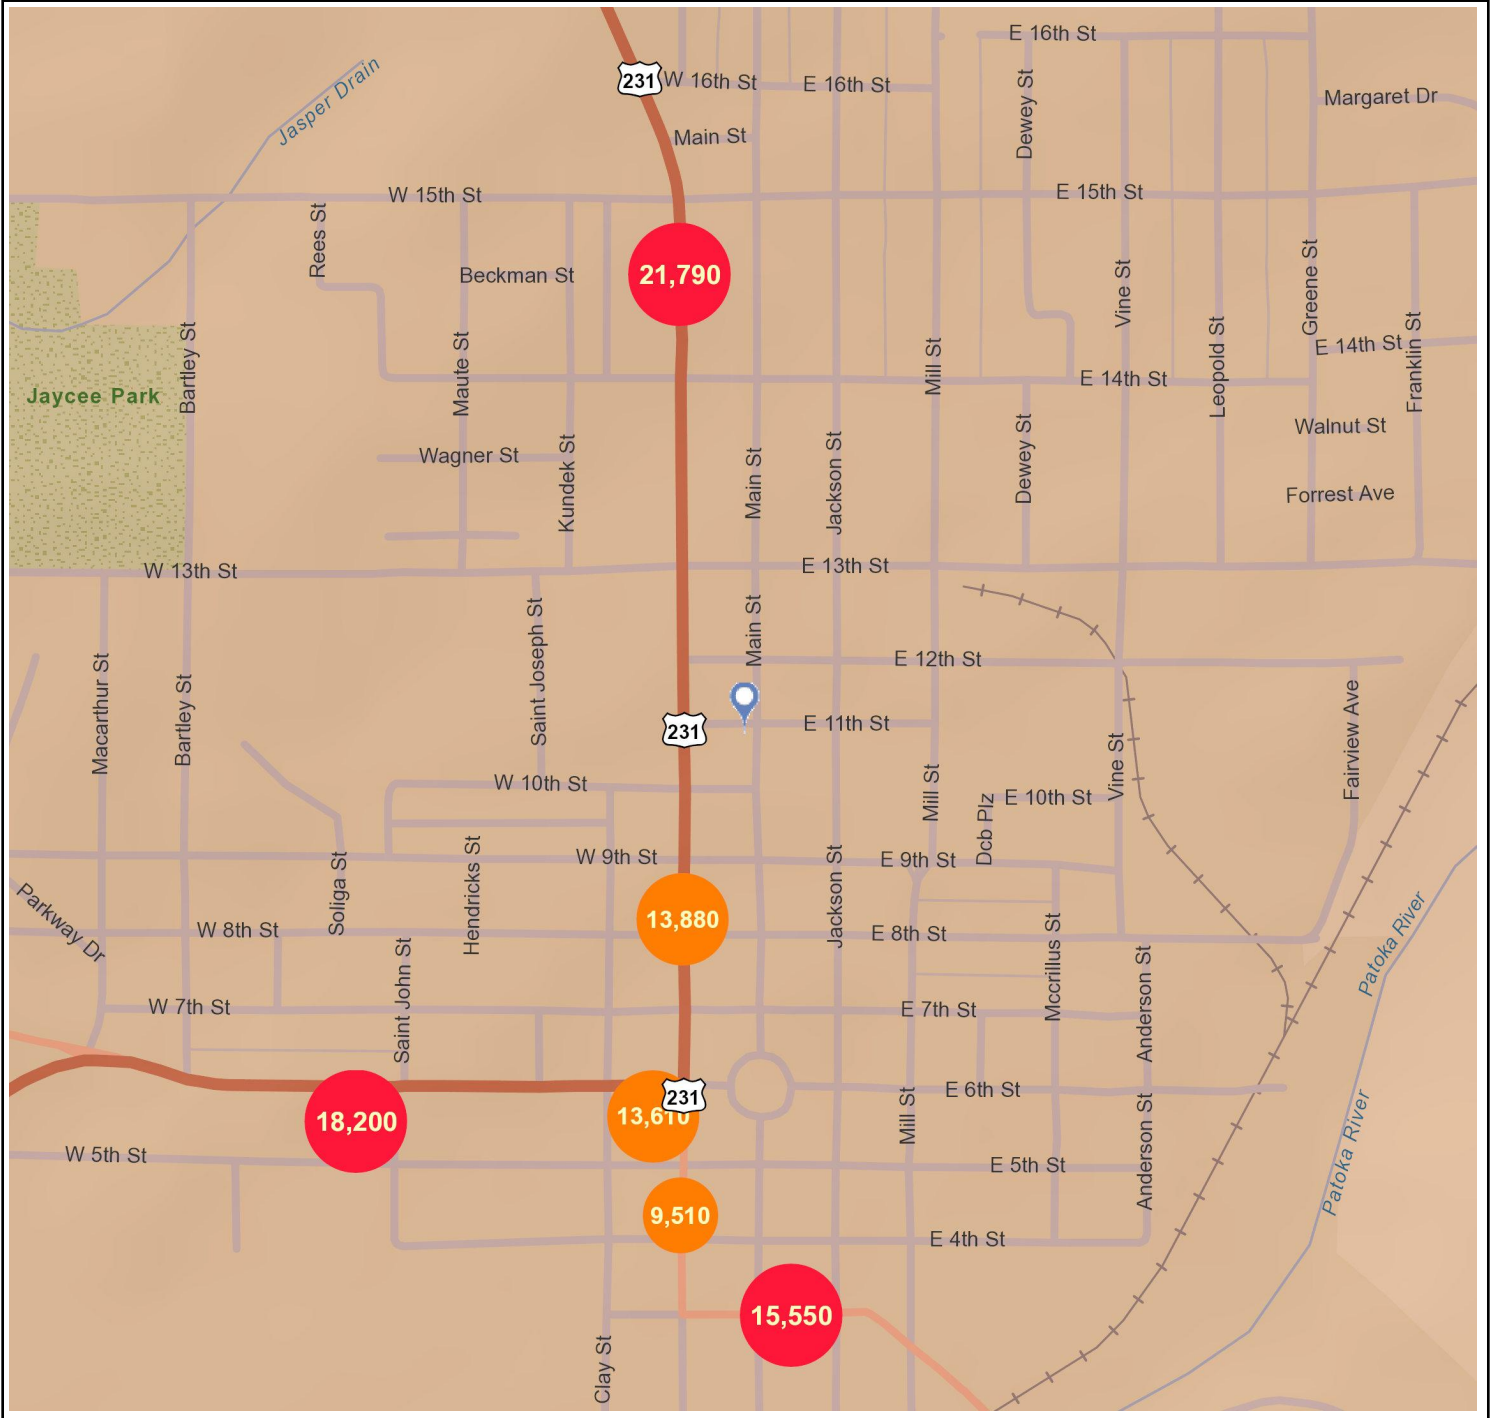 E 16th St
231
W 16th St
E 16th St
Jasper Drain
Margaret Dr
Dewey St
Main St
W 15th St
E 15th St
Rees St
Beckman St
21,790
Vine St
Greene St
E 14th St
Franklin St
Bartley St
Maute St
Mill St
Leopold St
E 14th St
Jaycee Park
Walnut St
Wagner St
Kundek St
Main St
Jackson St
Dewey St
Forrest Ave
W 13th St
E 13th St
Main St
Saint Joseph St
E 12th St
Macarthur St
Bartley St
Fairview Ave
231
E 11th St
W 10th St
Mill St
Vine St
E 10th St
Dcb Plz
W 9th St
E 9th St
Soliga St
Hendricks St
Jackson St
Parkway Dr
13,880
W 8th St
E 8th St
Patoka River
Mccrillus St
Anderson St
Saint John St
W 7th St
E 7th St
231
E 6th St
18,200
13,610
Mill St
Anderson St
Patoka River
W 5th St
E 5th St
9,510
E 4th St
15,550
Clay St